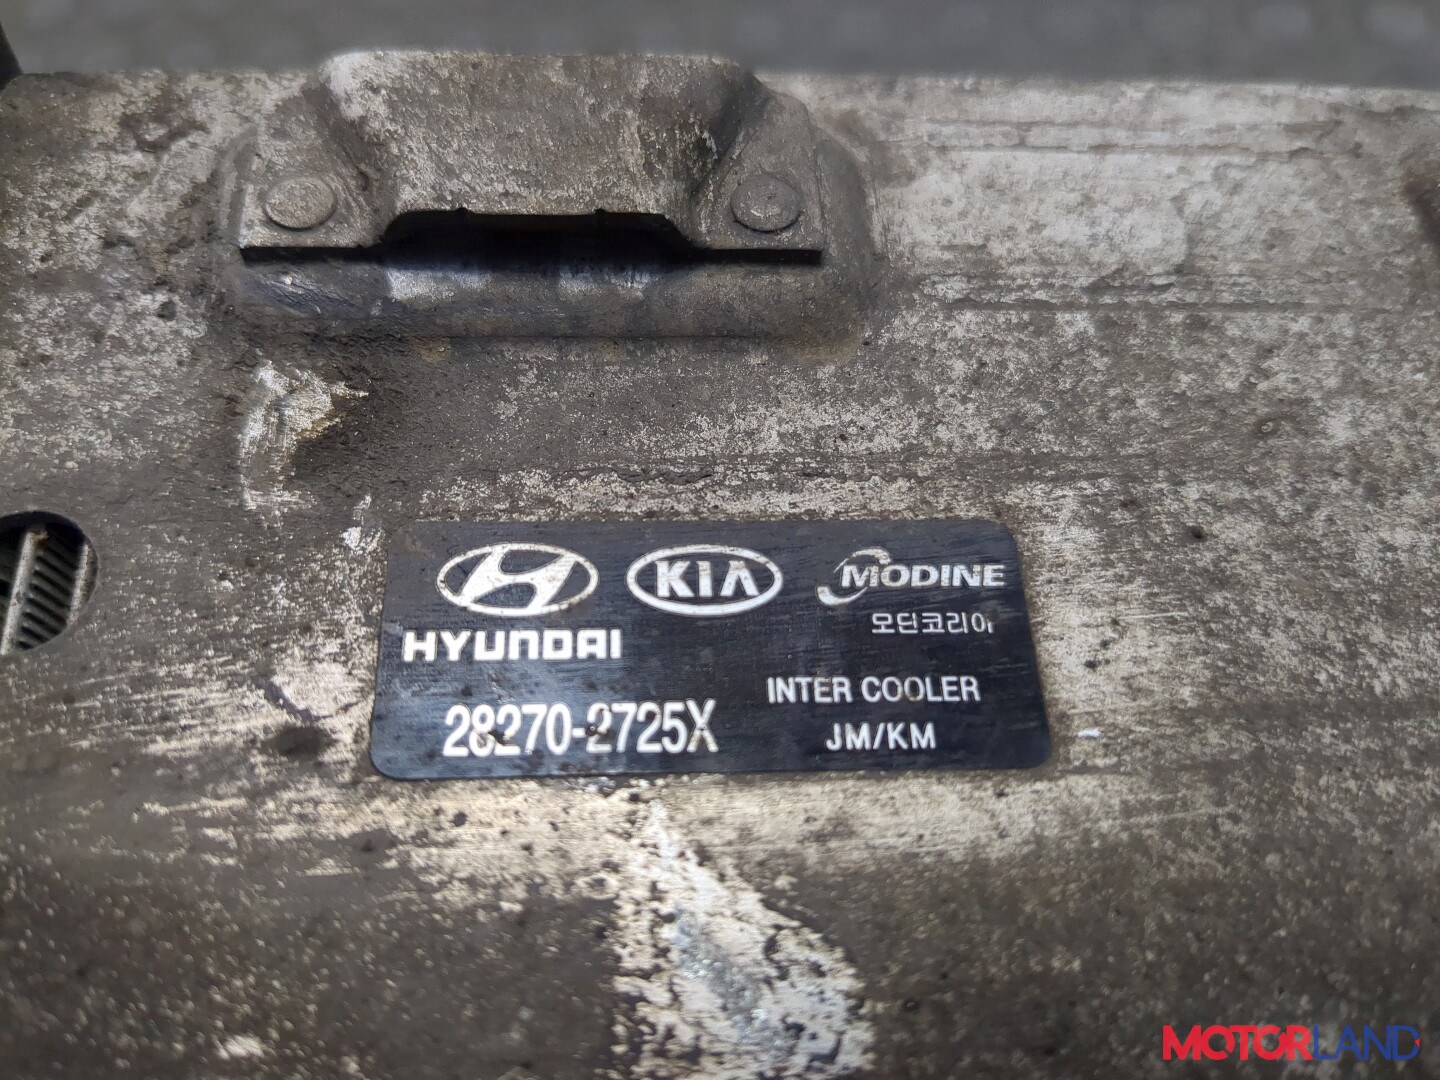 KIA
MODINE
모딘코리아
HYUNDAI
INTER COOLER
28270-2725X
JM/KM
MOTORLAND